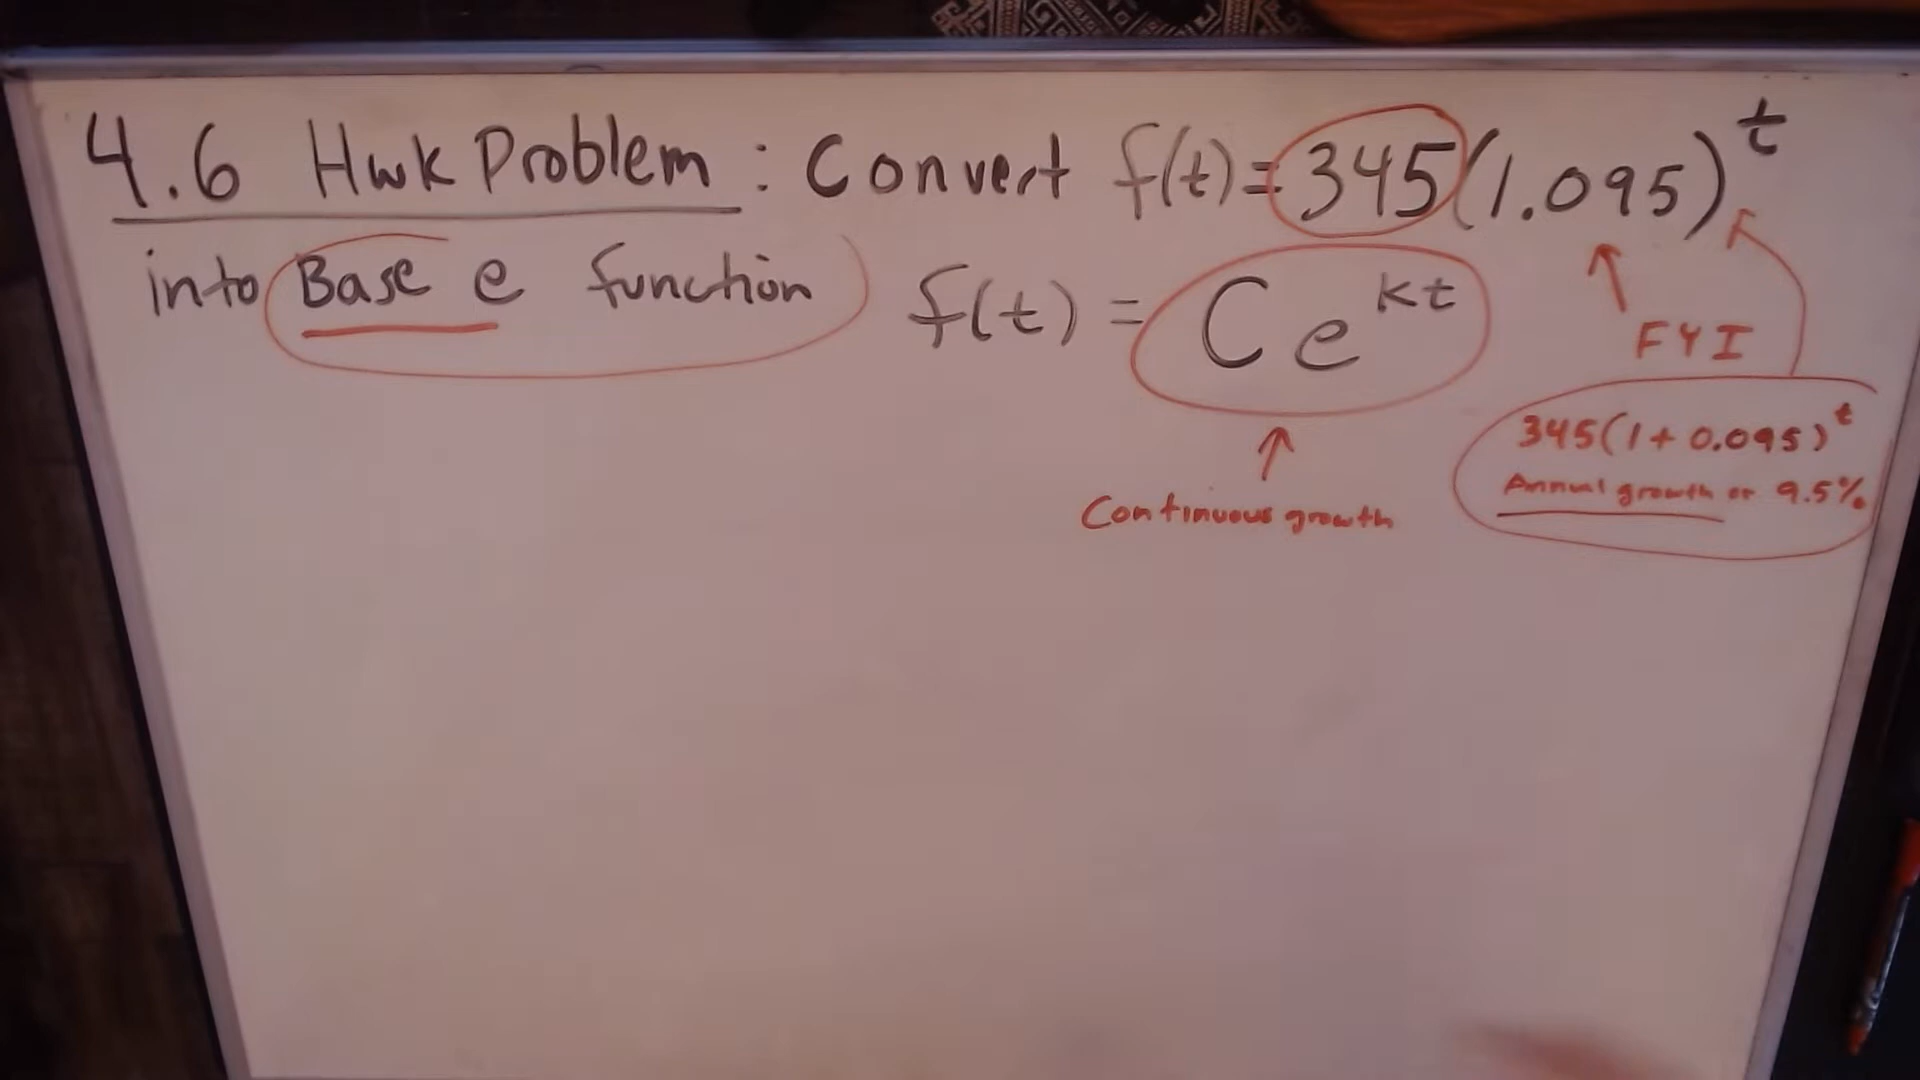 4.6 Hwk Problem : Convert f(t)=345(1.095)^t
into Base e function f(t) = Ce^kt
FYI
345(1+0.095)^t
Annual growth or 9.5%
Continuous growth